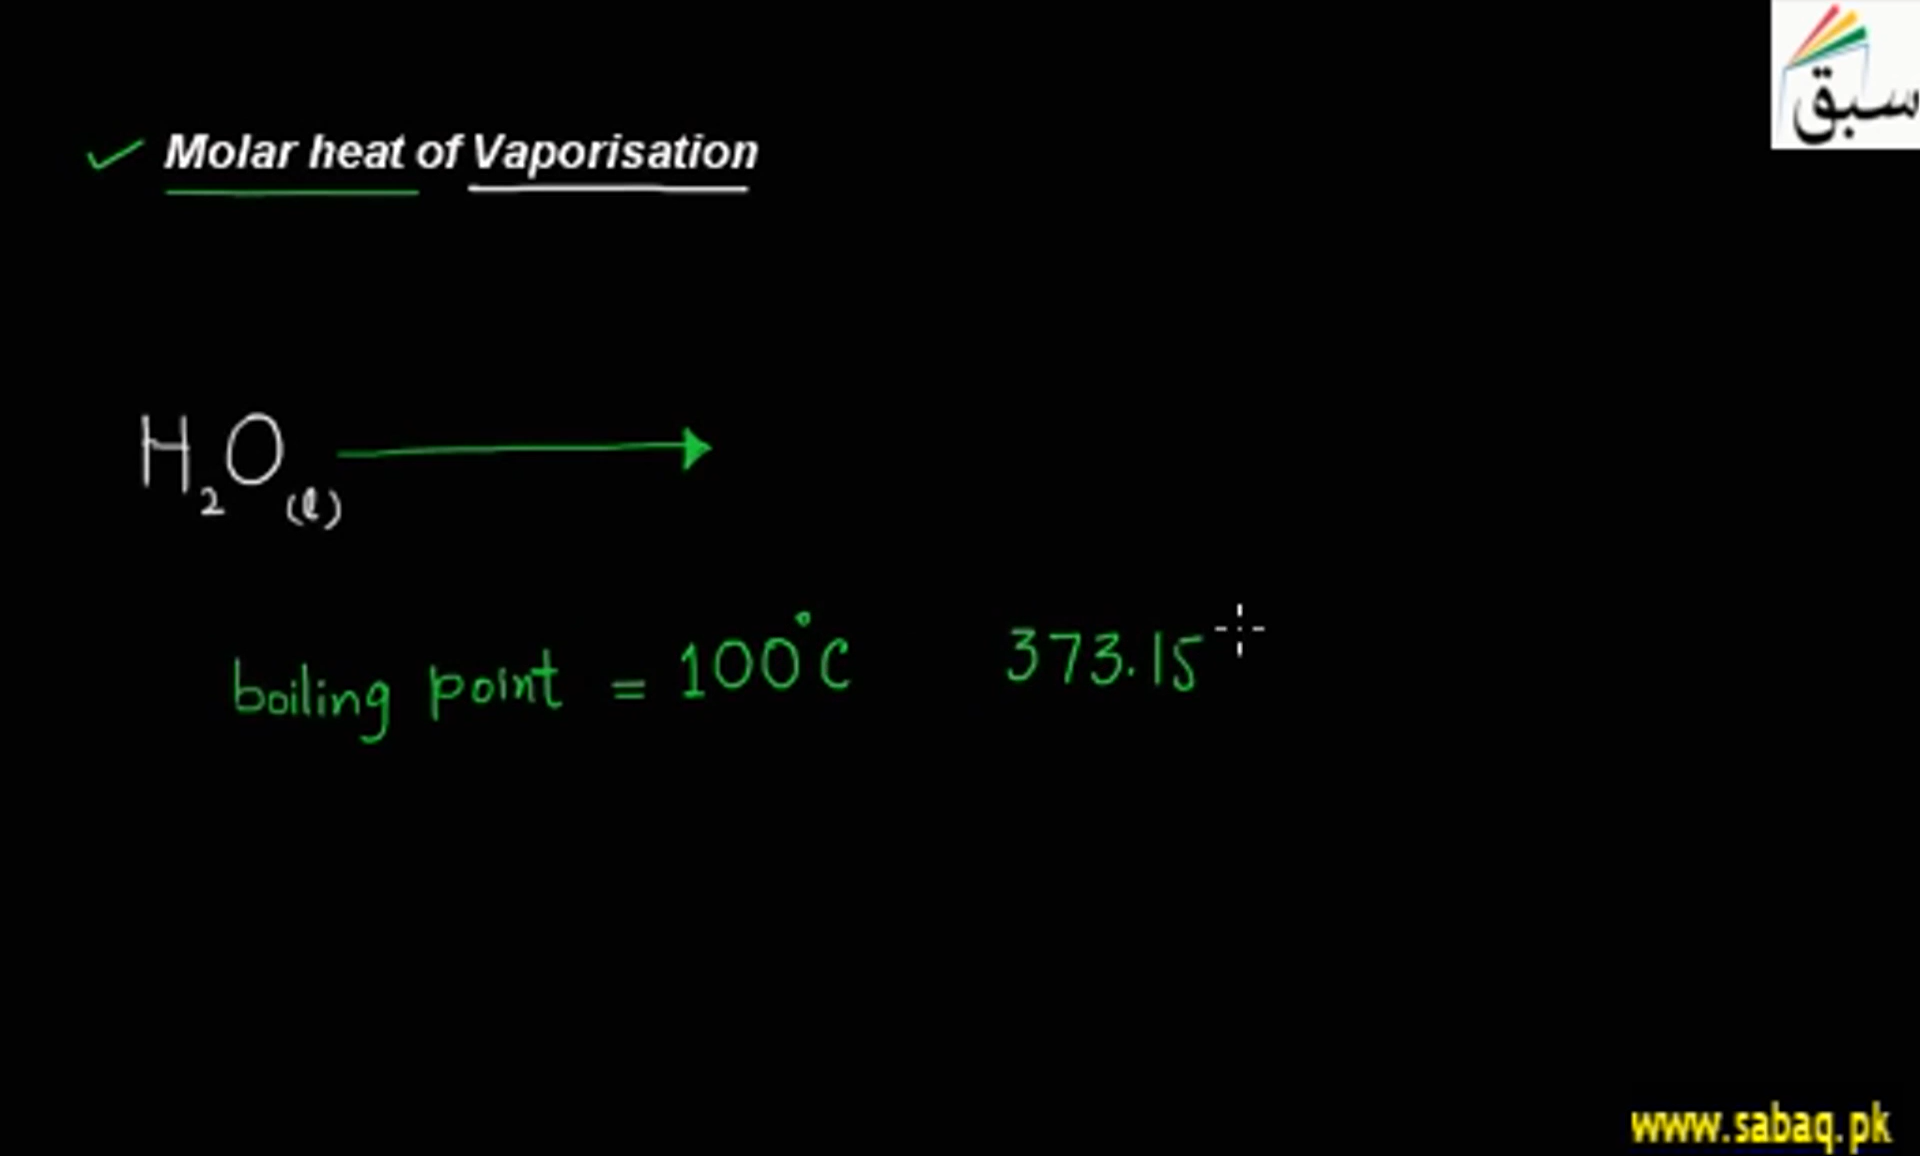 سبق
Molar heat of Vaporisation
H₂O(l)
boiling point = 100°C 373.15
www.sabaq.pk